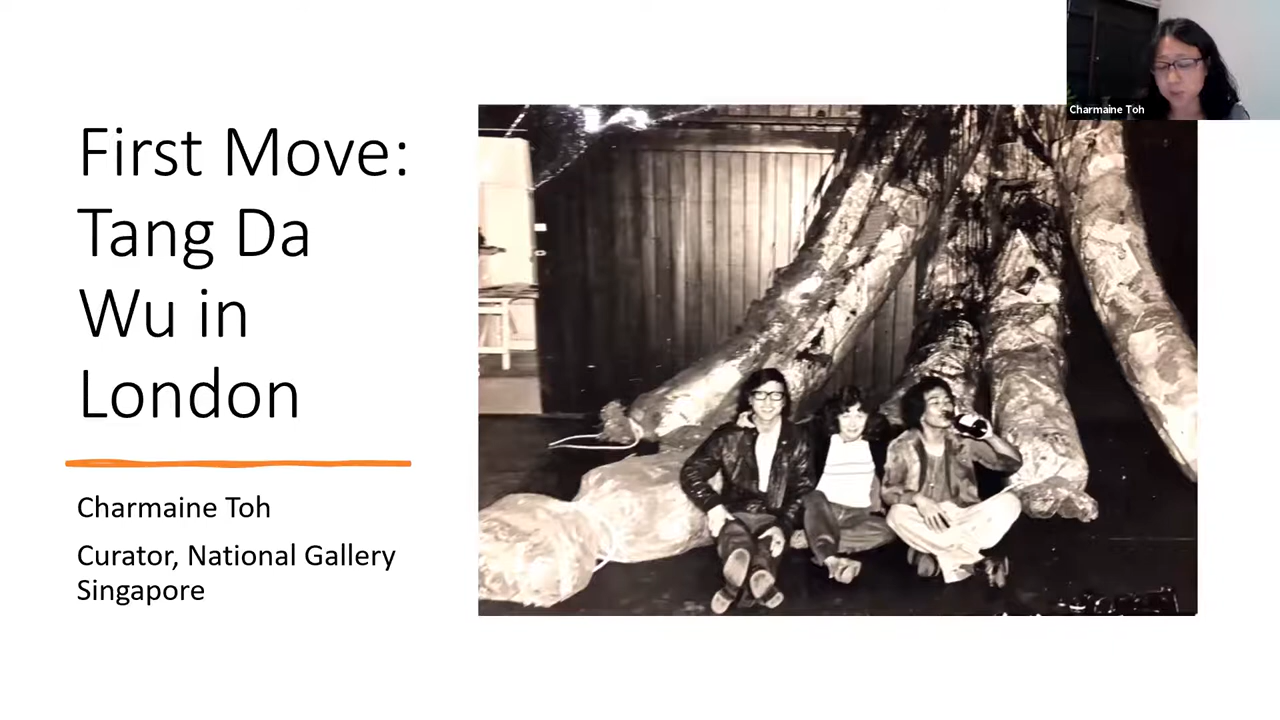 First Move:
Tang Da
Wu in
London
Charmaine Toh
Curator, National Gallery
Singapore
Charmaine Toh